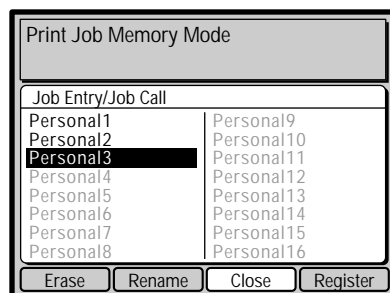 Print Job Memory Mode
Job Entry/Job Call
Personal1
Personal2
Personal3
Personal4
Personal5
Personal6
Personal7
Personal8
Personal9
Personal10
Personal11
Personal12
Personal13
Personal14
Personal15
Personal16
Erase
Rename
Close
Register